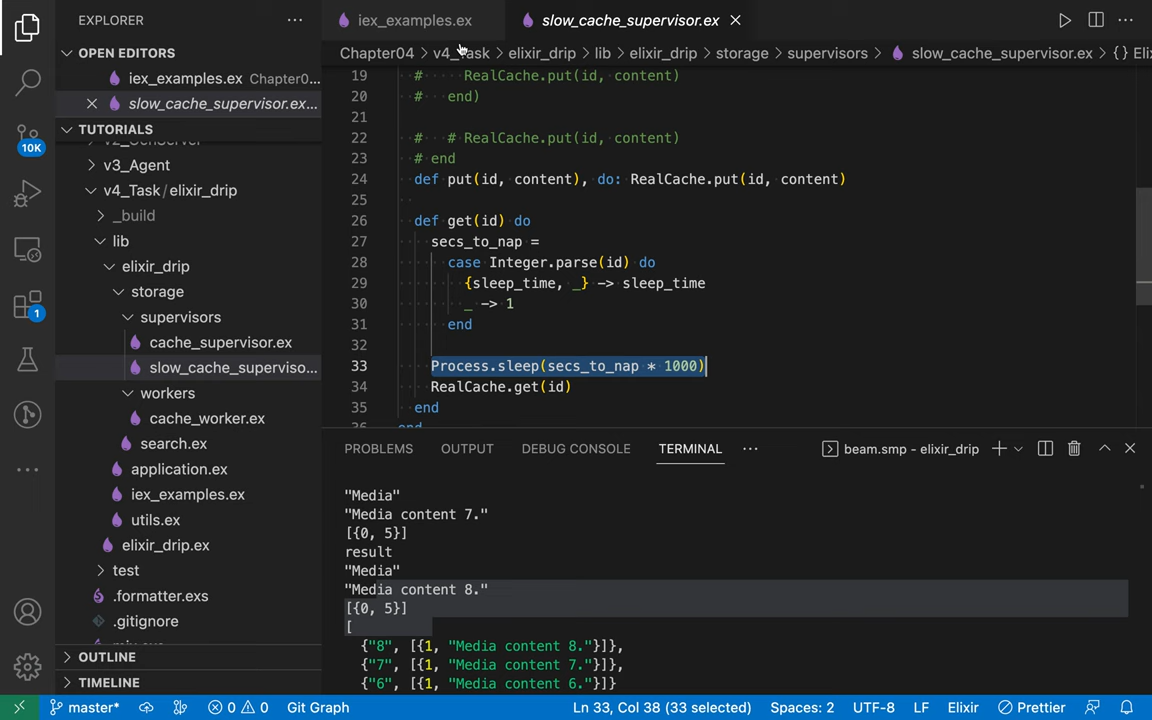 EXPLORER
OPEN EDITORS
iex_examples.ex Chapter0...
slow_cache_supervisor.ex...
TUTORIALS
v3_Agent
v4_Task / elixir_drip
_build
lib
elixir_drip
storage
supervisors
cache_supervisor.ex
slow_cache_superviso...
workers
cache_worker.ex
search.ex
application.ex
iex_examples.ex
utils.ex
elixir_drip.ex
test
.formatter.exs
.gitignore
OUTLINE
TIMELINE
10K
1
iex_examples.ex
slow_cache_supervisor.ex
Chapter04 > v4_Task > elixir_drip > lib > elixir_drip > storage > supervisors > slow_cache_supervisor.ex > {} Eli
19 # RealCache.put(id, content)
20 # end)
21
22 # # RealCache.put(id, content)
23 # end
24 def put(id, content), do: RealCache.put(id, content)
25
26 def get(id) do
27 secs_to_nap =
28 case Integer.parse(id) do
29 {sleep_time, _} -> sleep_time
30 _ -> 1
31 end
32
33 Process.sleep(secs_to_nap * 1000)
34 RealCache.get(id)
35 end
PROBLEMS OUTPUT DEBUG CONSOLE TERMINAL ... beam.smp - elixir_drip
"Media"
"Media content 7."
[{0, 5}]
result
"Media"
"Media content 8."
[{0, 5}]
[
{"8", [{1, "Media content 8."}]},
{"7", [{1, "Media content 7."}]},
{"6", [{1, "Media content 6."}]}
master* 0 0 Git Graph Ln 33, Col 38 (33 selected) Spaces: 2 UTF-8 LF Elixir Prettier